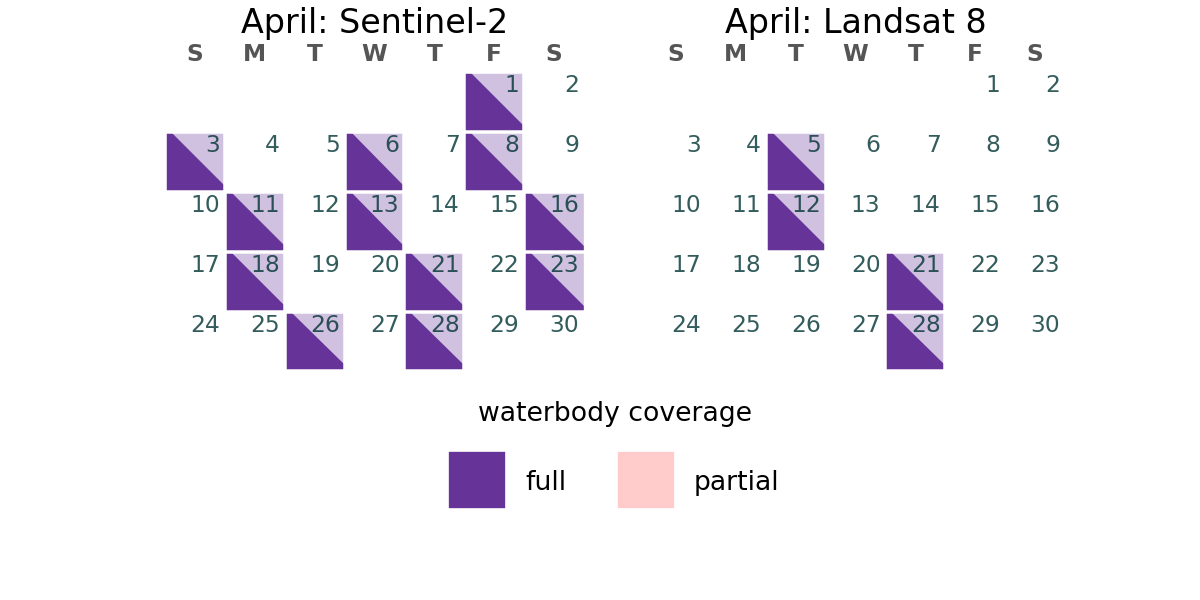 April: Sentinel-2
S M T W T F S
1 2
3 4 5 6 7 8 9
10 11 12 13 14 15 16
17 18 19 20 21 22 23
24 25 26 27 28 29 30
April: Landsat 8
S M T W T F S
1 2
3 4 5 6 7 8 9
10 11 12 13 14 15 16
17 18 19 20 21 22 23
24 25 26 27 28 29 30
waterbody coverage
full partial